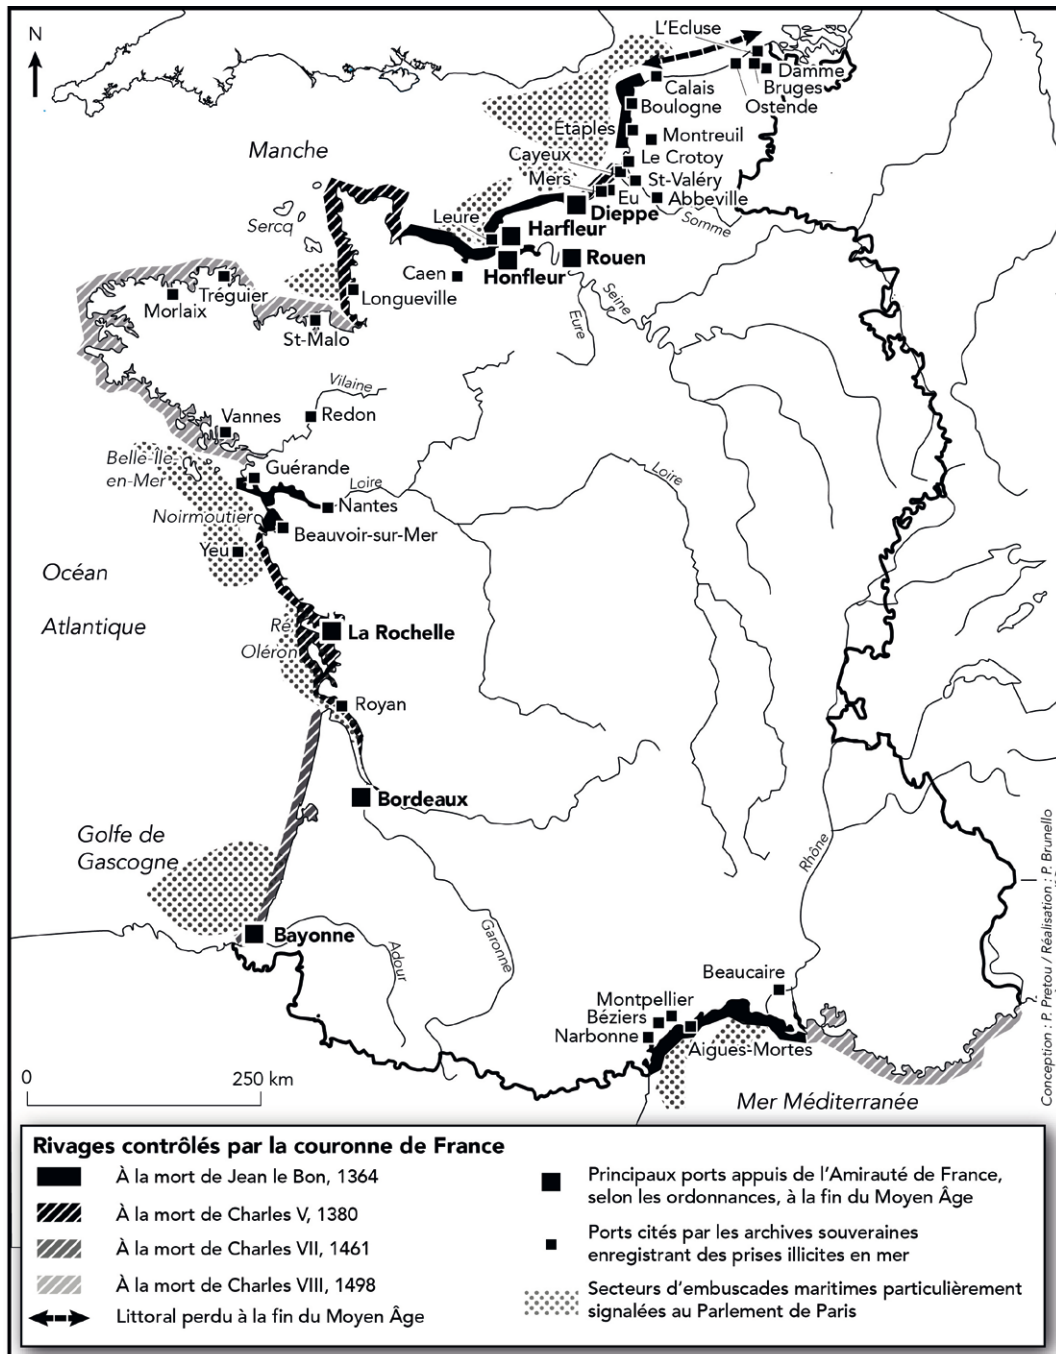 N
L'Ecluse
Damme
Bruges
Ostende
Calais
Boulogne
Étaples
Montreuil
Manche
Cayeux
Le Crotoy
Mers
St-Valéry
Eu
Abbeville
Dieppe
Somme
Sercq
Leure
Harfleur
Rouen
Caen
Honfleur
Longueville
Seine
Eure
Tréguier
Morlaix
St-Malo
Vilaine
Vannes
Redon
Belle-Île-
en-Mer
Guérande
Loire
Loire
Nantes
Noirmoutier
Beauvoir-sur-Mer
Yeu
Océan
Atlantique
Ré
La Rochelle
Oléron
Royan
Bordeaux
Golfe de
Gascogne
Rhône
Bayonne
Adour
Garonne
Beaucaire
Montpellier
Béziers
Narbonne
Aigues-Mortes
Mer Méditerranée
0 250 km
Conception : P. Pretou / Réalisation : P. Brunello
Rivages contrôlés par la couronne de France
À la mort de Jean le Bon, 1364
À la mort de Charles V, 1380
À la mort de Charles VII, 1461
À la mort de Charles VIII, 1498
Littoral perdu à la fin du Moyen Âge
Principaux ports appuis de l'Amirauté de France,
selon les ordonnances, à la fin du Moyen Âge
Ports cités par les archives souveraines
enregistrant des prises illicites en mer
Secteurs d'embuscades maritimes particulièrement
signalées au Parlement de Paris